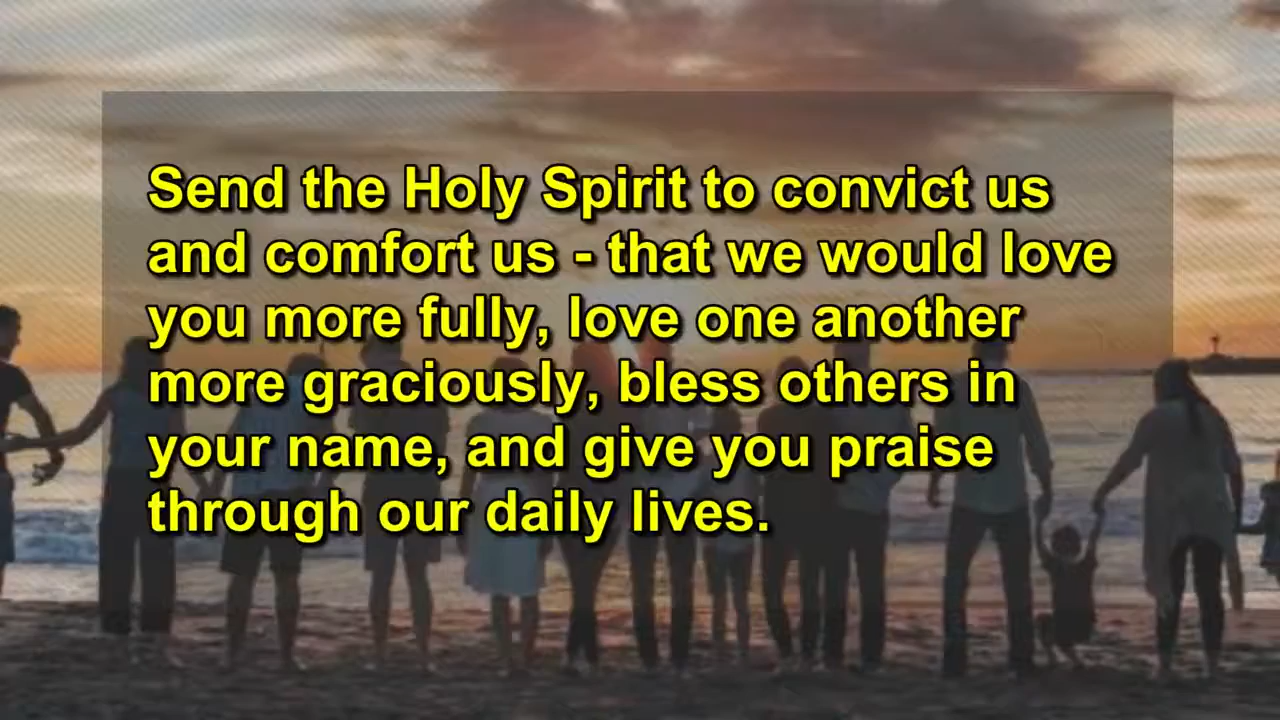 Send the Holy Spirit to convict us
and comfort us - that we would love
you more fully, love one another
more graciously, bless others in
your name, and give you praise
through our daily lives.